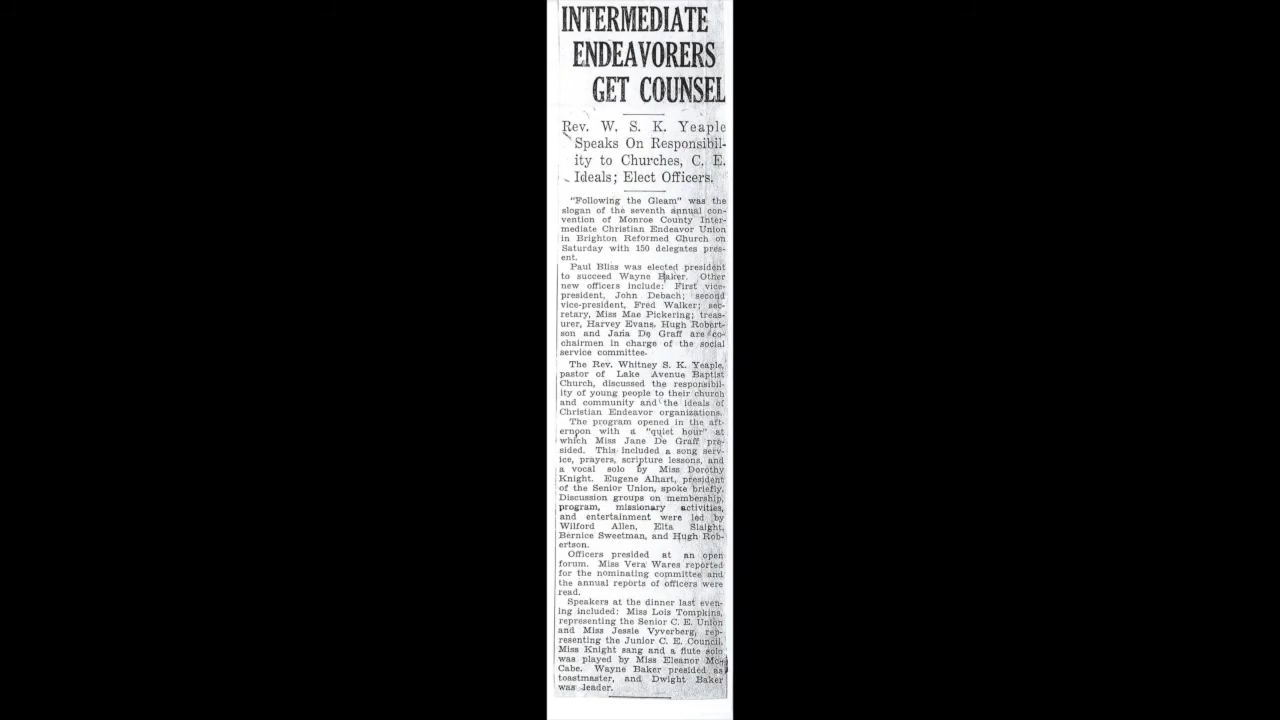 INTERMEDIATE
ENDEAVORERS
GET COUNSEL
Rev. W. S. K. Yeaple
Speaks On Responsibil-
ity to Churches, C. E.
Ideals; Elect Officers.
"Following the Gleam" was the
slogan of the seventh annual con-
vention of Monroe County Inter-
mediate Christian Endeavor Union
in Brighton Reformed Church on
Saturday with 150 delegates pres-
ent.
Paul Bliss was elected president
to succeed Wayne Baker. Other
new officers include: First vice-
president, John Debach; second
vice-president, Fred Walker; sec-
retary, Miss Mae Pickering; treas-
urer, Harvey Evans. Hugh Robert-
son and Jana De Graff are co-
chairmen in charge of the social
service committee.
The Rev. Whitney S. K. Yeaple,
pastor of Lake Avenue Baptist
Church, discussed the responsibil-
ity of young people to their church
and community and the ideals of
Christian Endeavor organizations.
The program opened in the aft-
ernoon with a "quiet hour" at
which Miss Jane De Graff pre-
sided. This included a song serv-
ice, prayers, scripture lessons, and
a vocal solo by Miss Dorothy
Knight. Eugene Alhart, president
of the Senior Union, spoke briefly.
Discussion groups on membership,
program, missionary activities,
and entertainment were led by
Wilford Allen, Elta Slaight,
Bernice Sweetman, and Hugh Rob-
ertson.
Officers presided at an open
forum. Miss Vera Wares reported
for the nominating committee and
the annual reports of officers were
read.
Speakers at the dinner last even-
ing included: Miss Lois Tompkins,
representing the Senior C. E. Union
and Miss Jessie Vyverberg, rep-
resenting the Junior C. E. Council.
Miss Knight sang and a flute solo
was played by Miss Eleanor Mc-
Cabe. Wayne Baker presided as
toastmaster, and Dwight Baker
was leader.